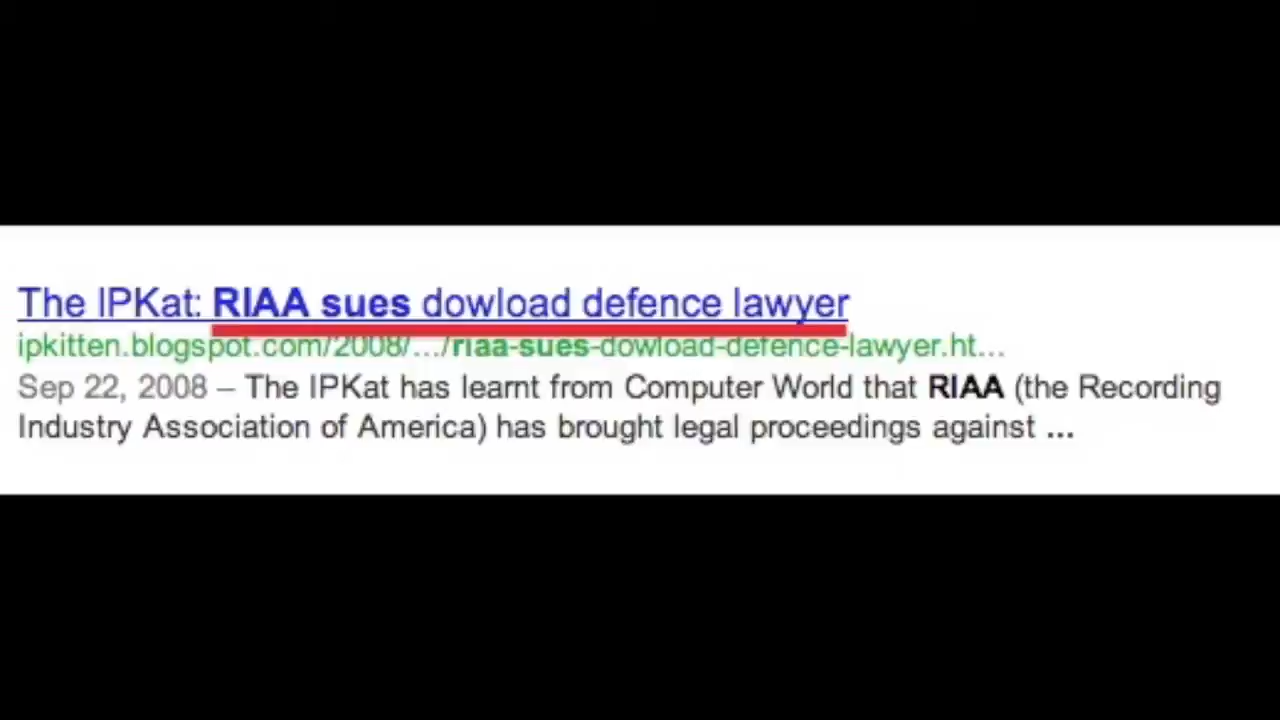 The IPKat: RIAA sues dowload defence lawyer
ipkitten.blogspot.com/2008/.../riaa-sues-dowload-defence-lawyer.ht...
Sep 22, 2008 – The IPKat has learnt from Computer World that RIAA (the Recording
Industry Association of America) has brought legal proceedings against ...